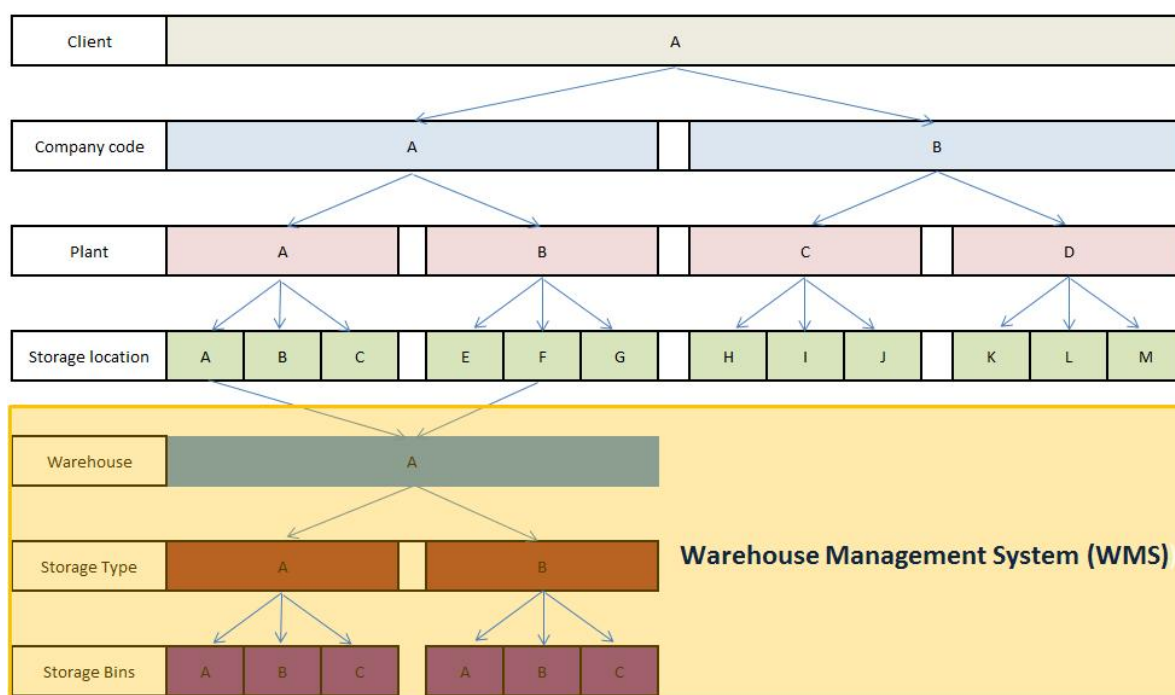 Client A
Company code A B
Plant A B C D
Storage location A B C E F G H I J K L M
Warehouse A
Storage Type A B Warehouse Management System (WMS)
Storage Bins A B C A B C